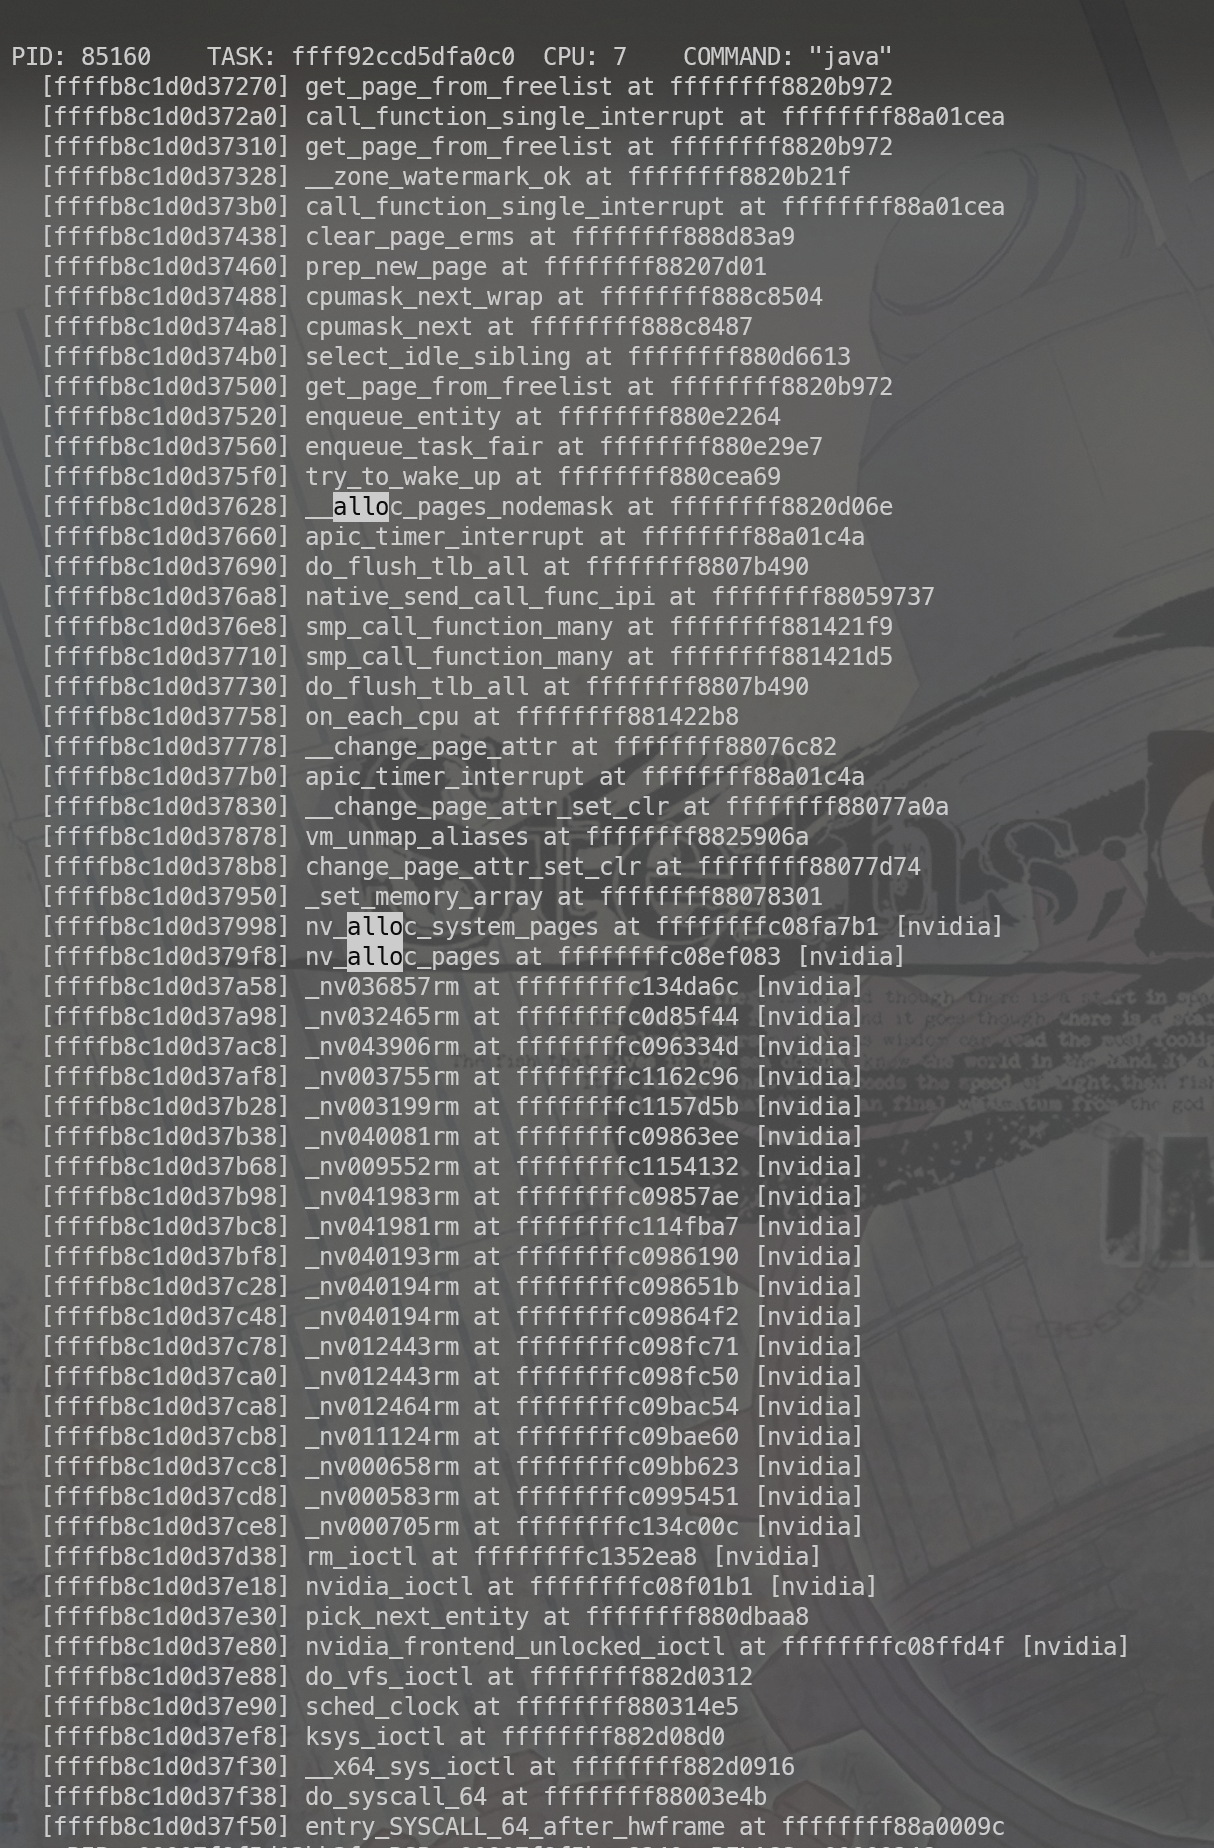 PID: 85160    TASK: ffff92ccd5dfa0c0  CPU: 7    COMMAND: "java"
[ffffb8c1d0d37270] get_page_from_freelist at ffffffff8820b972
[ffffb8c1d0d372a0] call_function_single_interrupt at ffffffff88a01cea
[ffffb8c1d0d37310] get_page_from_freelist at ffffffff8820b972
[ffffb8c1d0d37328] __zone_watermark_ok at ffffffff8820b21f
[ffffb8c1d0d373b0] call_function_single_interrupt at ffffffff88a01cea
[ffffb8c1d0d37438] clear_page_erms at ffffffff888d83a9
[ffffb8c1d0d37460] prep_new_page at ffffffff88207d01
[ffffb8c1d0d37488] cpumask_next_wrap at ffffffff888c8504
[ffffb8c1d0d374a8] cpumask_next at ffffffff888c8487
[ffffb8c1d0d374b0] select_idle_sibling at ffffffff880d6613
[ffffb8c1d0d37500] get_page_from_freelist at ffffffff8820b972
[ffffb8c1d0d37520] enqueue_entity at ffffffff880e2264
[ffffb8c1d0d37560] enqueue_task_fair at ffffffff880e29e7
[ffffb8c1d0d375f0] try_to_wake_up at ffffffff880cea69
[ffffb8c1d0d37628] __alloc_pages_nodemask at ffffffff8820d06e
[ffffb8c1d0d37660] apic_timer_interrupt at ffffffff88a01c4a
[ffffb8c1d0d37690] do_flush_tlb_all at ffffffff8807b490
[ffffb8c1d0d376a8] native_send_call_func_ipi at ffffffff88059737
[ffffb8c1d0d376e8] smp_call_function_many at ffffffff881421f9
[ffffb8c1d0d37710] smp_call_function_many at ffffffff881421d5
[ffffb8c1d0d37730] do_flush_tlb_all at ffffffff8807b490
[ffffb8c1d0d37758] on_each_cpu at ffffffff881422b8
[ffffb8c1d0d37778] __change_page_attr at ffffffff88076c82
[ffffb8c1d0d377b0] apic_timer_interrupt at ffffffff88a01c4a
[ffffb8c1d0d37830] __change_page_attr_set_clr at ffffffff88077a0a
[ffffb8c1d0d37878] vm_unmap_aliases at ffffffff8825906a
[ffffb8c1d0d378b8] change_page_attr_set_clr at ffffffff88077d74
[ffffb8c1d0d37950] _set_memory_array at ffffffff88078301
[ffffb8c1d0d37998] nv_alloc_system_pages at ffffffffc08fa7b1 [nvidia]
[ffffb8c1d0d379f8] nv_alloc_pages at ffffffffc08ef083 [nvidia]
[ffffb8c1d0d37a58] _nv036857rm at ffffffffc134da6c [nvidia]
[ffffb8c1d0d37a98] _nv032465rm at ffffffffc0d85f44 [nvidia]
[ffffb8c1d0d37ac8] _nv043906rm at ffffffffc096334d [nvidia]
[ffffb8c1d0d37af8] _nv003755rm at ffffffffc1162c96 [nvidia]
[ffffb8c1d0d37b28] _nv003199rm at ffffffffc1157d5b [nvidia]
[ffffb8c1d0d37b38] _nv040081rm at ffffffffc09863ee [nvidia]
[ffffb8c1d0d37b68] _nv009552rm at ffffffffc1154132 [nvidia]
[ffffb8c1d0d37b98] _nv041983rm at ffffffffc09857ae [nvidia]
[ffffb8c1d0d37bc8] _nv041981rm at ffffffffc114fba7 [nvidia]
[ffffb8c1d0d37bf8] _nv040193rm at ffffffffc0986190 [nvidia]
[ffffb8c1d0d37c28] _nv040194rm at ffffffffc098651b [nvidia]
[ffffb8c1d0d37c48] _nv040194rm at ffffffffc09864f2 [nvidia]
[ffffb8c1d0d37c78] _nv012443rm at ffffffffc098fc71 [nvidia]
[ffffb8c1d0d37ca0] _nv012443rm at ffffffffc098fc50 [nvidia]
[ffffb8c1d0d37ca8] _nv012464rm at ffffffffc09bac54 [nvidia]
[ffffb8c1d0d37cb8] _nv011124rm at ffffffffc09bae60 [nvidia]
[ffffb8c1d0d37cc8] _nv000658rm at ffffffffc09bb623 [nvidia]
[ffffb8c1d0d37cd8] _nv000583rm at ffffffffc0995451 [nvidia]
[ffffb8c1d0d37ce8] _nv000705rm at ffffffffc134c00c [nvidia]
[ffffb8c1d0d37d38] rm_ioctl at ffffffffc1352ea8 [nvidia]
[ffffb8c1d0d37e18] nvidia_ioctl at ffffffffc08f01b1 [nvidia]
[ffffb8c1d0d37e30] pick_next_entity at ffffffff880dbaa8
[ffffb8c1d0d37e80] nvidia_frontend_unlocked_ioctl at ffffffffc08ffd4f [nvidia]
[ffffb8c1d0d37e88] do_vfs_ioctl at ffffffff882d0312
[ffffb8c1d0d37e90] sched_clock at ffffffff880314e5
[ffffb8c1d0d37ef8] ksys_ioctl at ffffffff882d08d0
[ffffb8c1d0d37f30] __x64_sys_ioctl at ffffffff882d0916
[ffffb8c1d0d37f38] do_syscall_64 at ffffffff88003e4b
[ffffb8c1d0d37f50] entry_SYSCALL_64_after_hwframe at ffffffff88a0009c